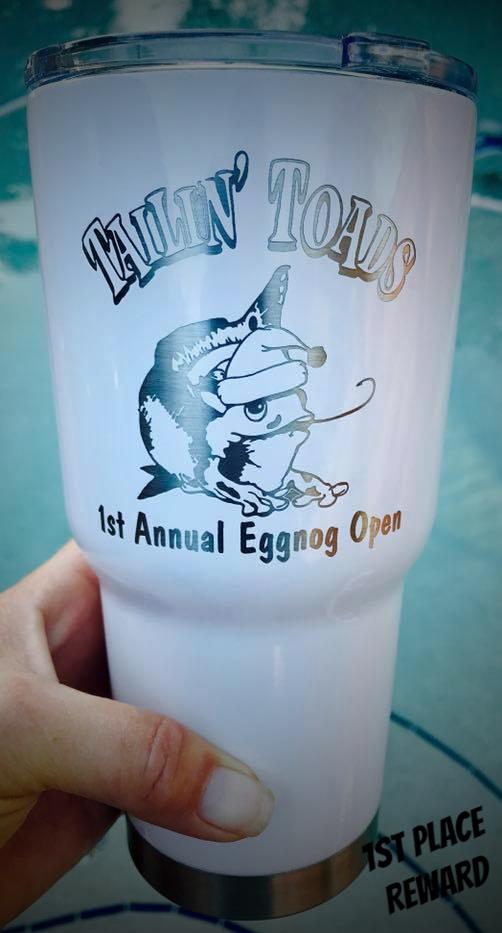 TAILIN' TOADS
1st Annual Eggnog Open
1ST PLACE
REWARD